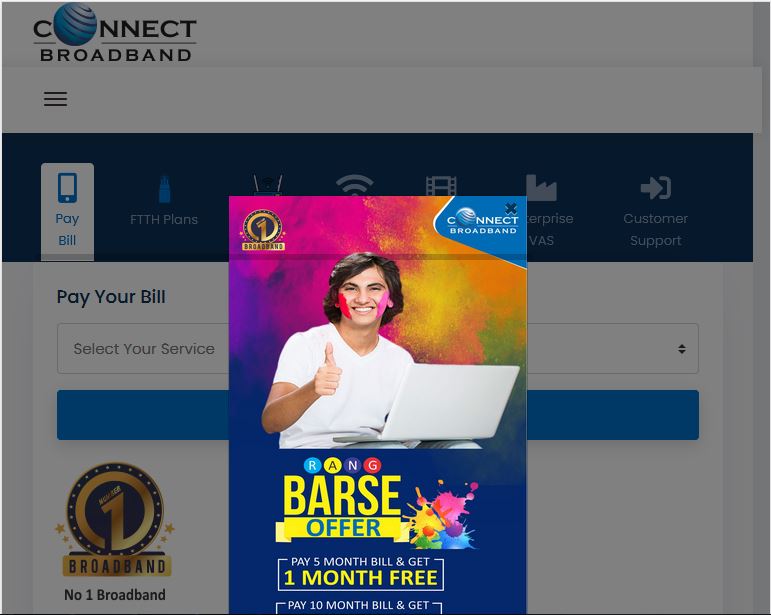 CONNECT
BROADBAND
Pay
Bill
FTTH Plans
terprise
VAS
Customer
Support
1
BROADBAND
CONNECT
BROADBAND
Pay Your Bill
Select Your Service
RANG
BARSE
OFFER
PAY 5 MONTH BILL & GET
1 MONTH FREE
PAY 10 MONTH BILL & GET
NUMBER
1
BROADBAND
No 1 Broadband